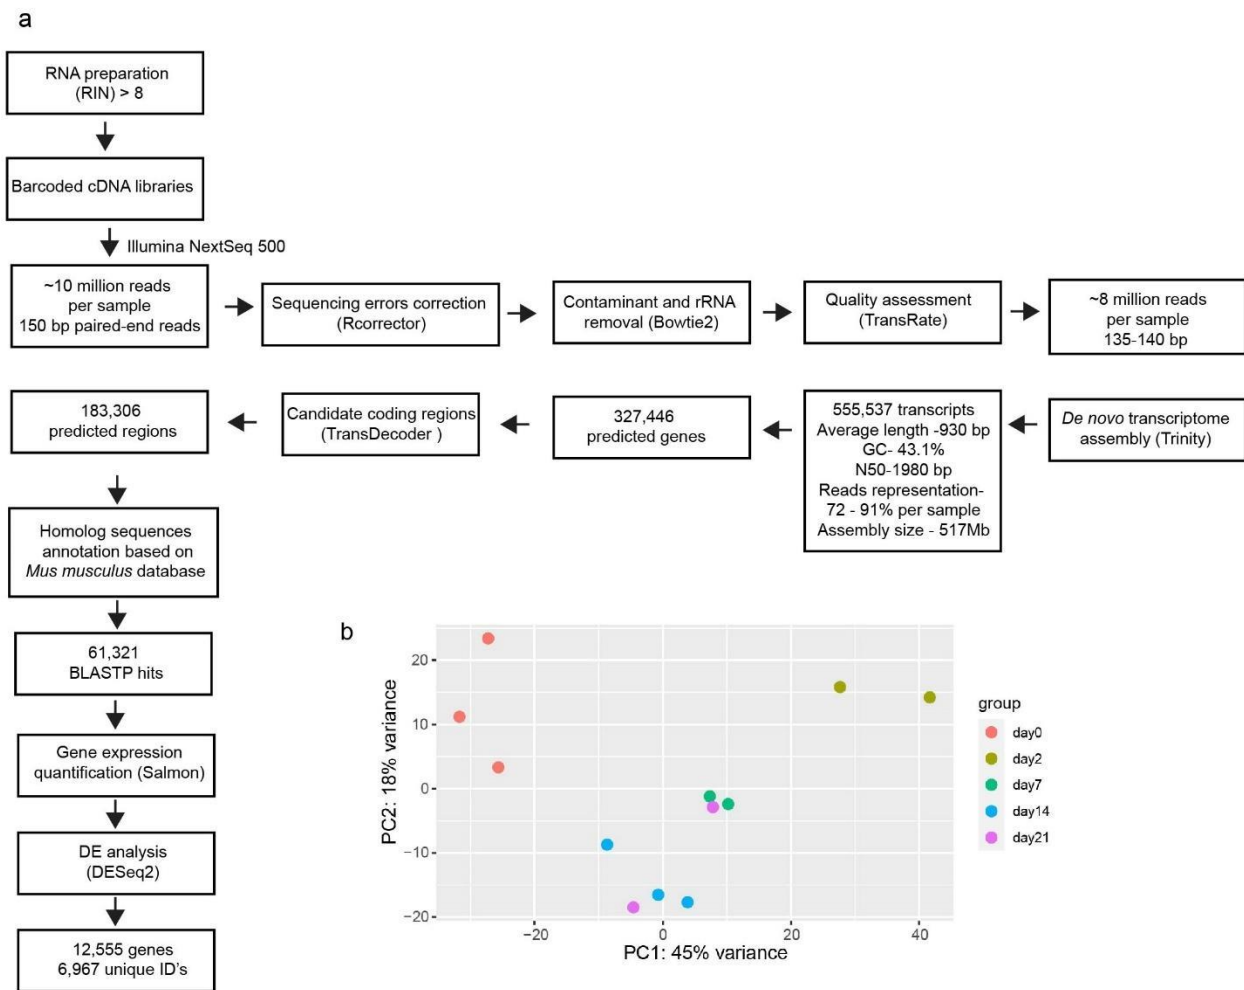 a
RNA preparation
(RIN) > 8
Barcoded cDNA libraries
Illumina NextSeq 500
~10 million reads
per sample
150 bp paired-end reads
Sequencing errors correction
(Rcorrector)
Contaminant and rRNA
removal (Bowtie2)
Quality assessment
(TransRate)
~8 million reads
per sample
135-140 bp
De novo transcriptome
assembly (Trinity)
555,537 transcripts
Average length -930 bp
GC- 43.1%
N50-1980 bp
Reads representation-
72 - 91% per sample
Assembly size - 517Mb
327,446
predicted genes
Candidate coding regions
(TransDecoder )
183,306
predicted regions
Homolog sequences
annotation based on
Mus musculus database
61,321
BLASTP hits
Gene expression
quantification (Salmon)
DE analysis
(DESeq2)
12,555 genes
6,967 unique ID's
b
PC2: 18% variance
20
10
0
−10
−20
−20
0
20
40
PC1: 45% variance
group
day0
day2
day7
day14
day21